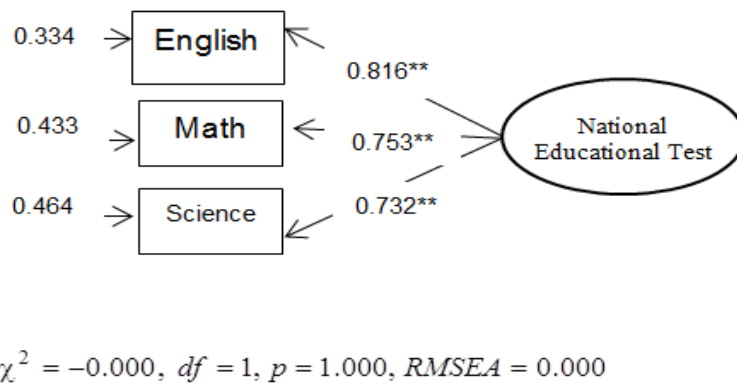 0.334
English
0.816**
0.433
Math
0.753**
National
Educational Test
0.464
Science
0.732**
χ² = −0.000, df = 1, p = 1.000, RMSEA = 0.000